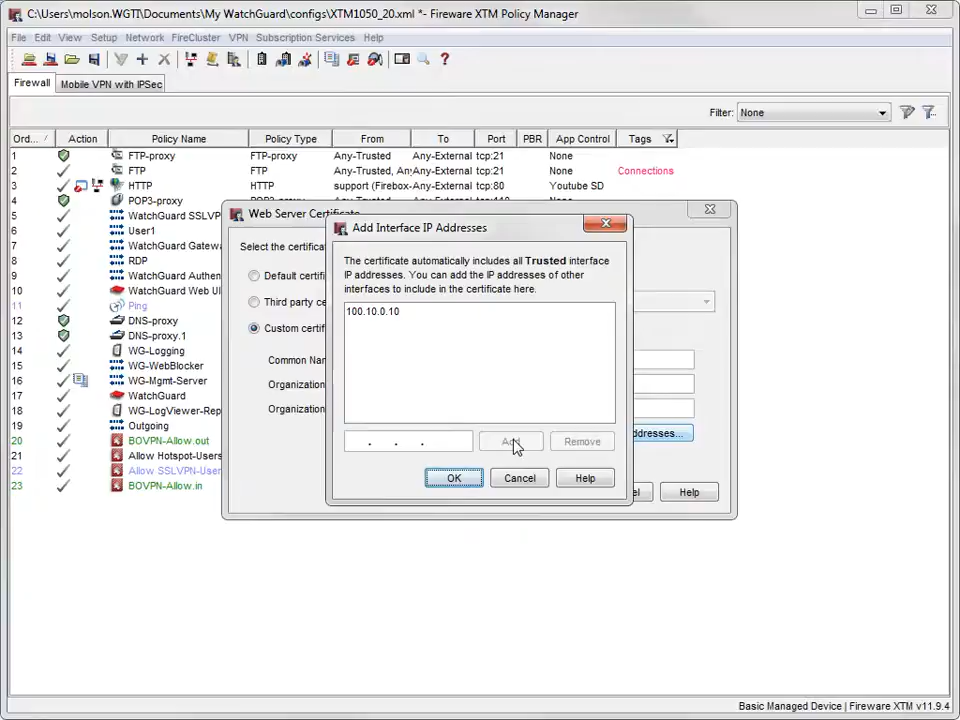 C:\Users\molson.WGTI\Documents\My WatchGuard\configs\XTM1050_20.xml *- Fireware XTM Policy Manager
File Edit View Setup Network FireCluster VPN Subscription Services Help
Firewall Mobile VPN with IPSec
Filter: None
Ord... Action Policy Name Policy Type From To Port PBR App Control Tags
1 FTP-proxy FTP-proxy Any-Trusted Any-External tcp:21 None
2 FTP FTP Any-Trusted, An Any-External tcp:21 None Connections
3 HTTP HTTP support (Firebox- Any-External tcp:80 Youtube SD
4 POP3-proxy
5 WatchGuard SSLVP
6 User1
7 WatchGuard Gatew
8 RDP
9 WatchGuard Authen
10 WatchGuard Web UI
11 Ping
12 DNS-proxy
13 DNS-proxy.1
14 WG-Logging
15 WG-WebBlocker
16 WG-Mgmt-Server
17 WatchGuard
18 WG-LogViewer-Rep
19 Outgoing
20 BOVPN-Allow.out
21 Allow Hotspot-Users
22 Allow SSLVPN-User
23 BOVPN-Allow.in
Web Server Certificate
Select the certifica
Default certifi
Third party ce
Custom certif
Common Nar
Organization
Organization
ddresses...
el Help
Add Interface IP Addresses
The certificate automatically includes all Trusted interface
IP addresses. You can add the IP addresses of other
interfaces to include in the certificate here.
100.10.0.10
. . . Add Remove
OK Cancel Help
Basic Managed Device | Fireware XTM v11.9.4